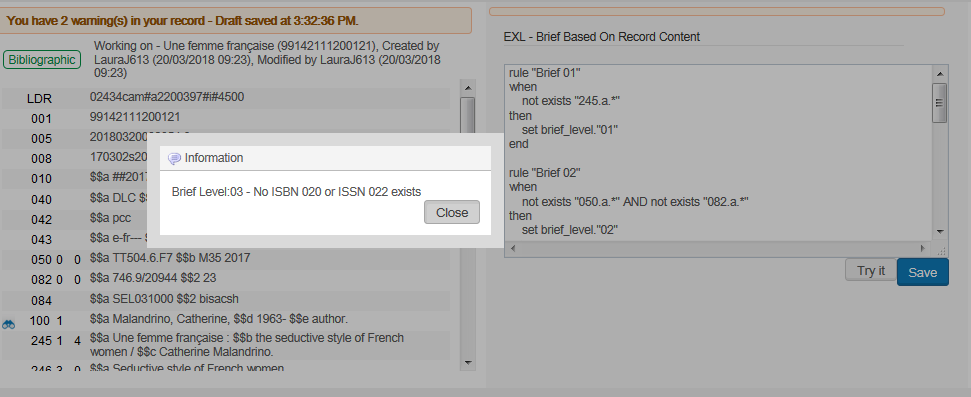 You have 2 warning(s) in your record - Draft saved at 3:32:36 PM.
Bibliographic
Working on - Une femme française (99142111200121), Created by
LauraJ613 (20/03/2018 09:23), Modified by LauraJ613 (20/03/2018
09:23)
LDR 02434cam#a2200397#i#4500
001 99142111200121
005
008 170302s20
010 $$a ##2017
040 $$a DLC
042 $$a pcc
043 $$a e-fr---
050 0 0 $$a TT504.6.F7 $$b M35 2017
082 0 0 $$a 746.9/20944 $$2 23
084 $$a SEL031000 $$2 bisacsh
100 1 $$a Malandrino, Catherine, $$d 1963- $$e author.
245 1 4 $$a Une femme française : $$b the seductive style of French
women / $$c Catherine Malandrino.
246 3 0 $$a Seductive style of French women
Information
Brief Level:03 - No ISBN 020 or ISSN 022 exists
Close
EXL - Brief Based On Record Content
rule "Brief 01"
when
not exists "245.a.*"
then
set brief_level."01"
end
rule "Brief 02"
when
not exists "050.a.*" AND not exists "082.a.*"
then
set brief_level."02"
Try it
Save